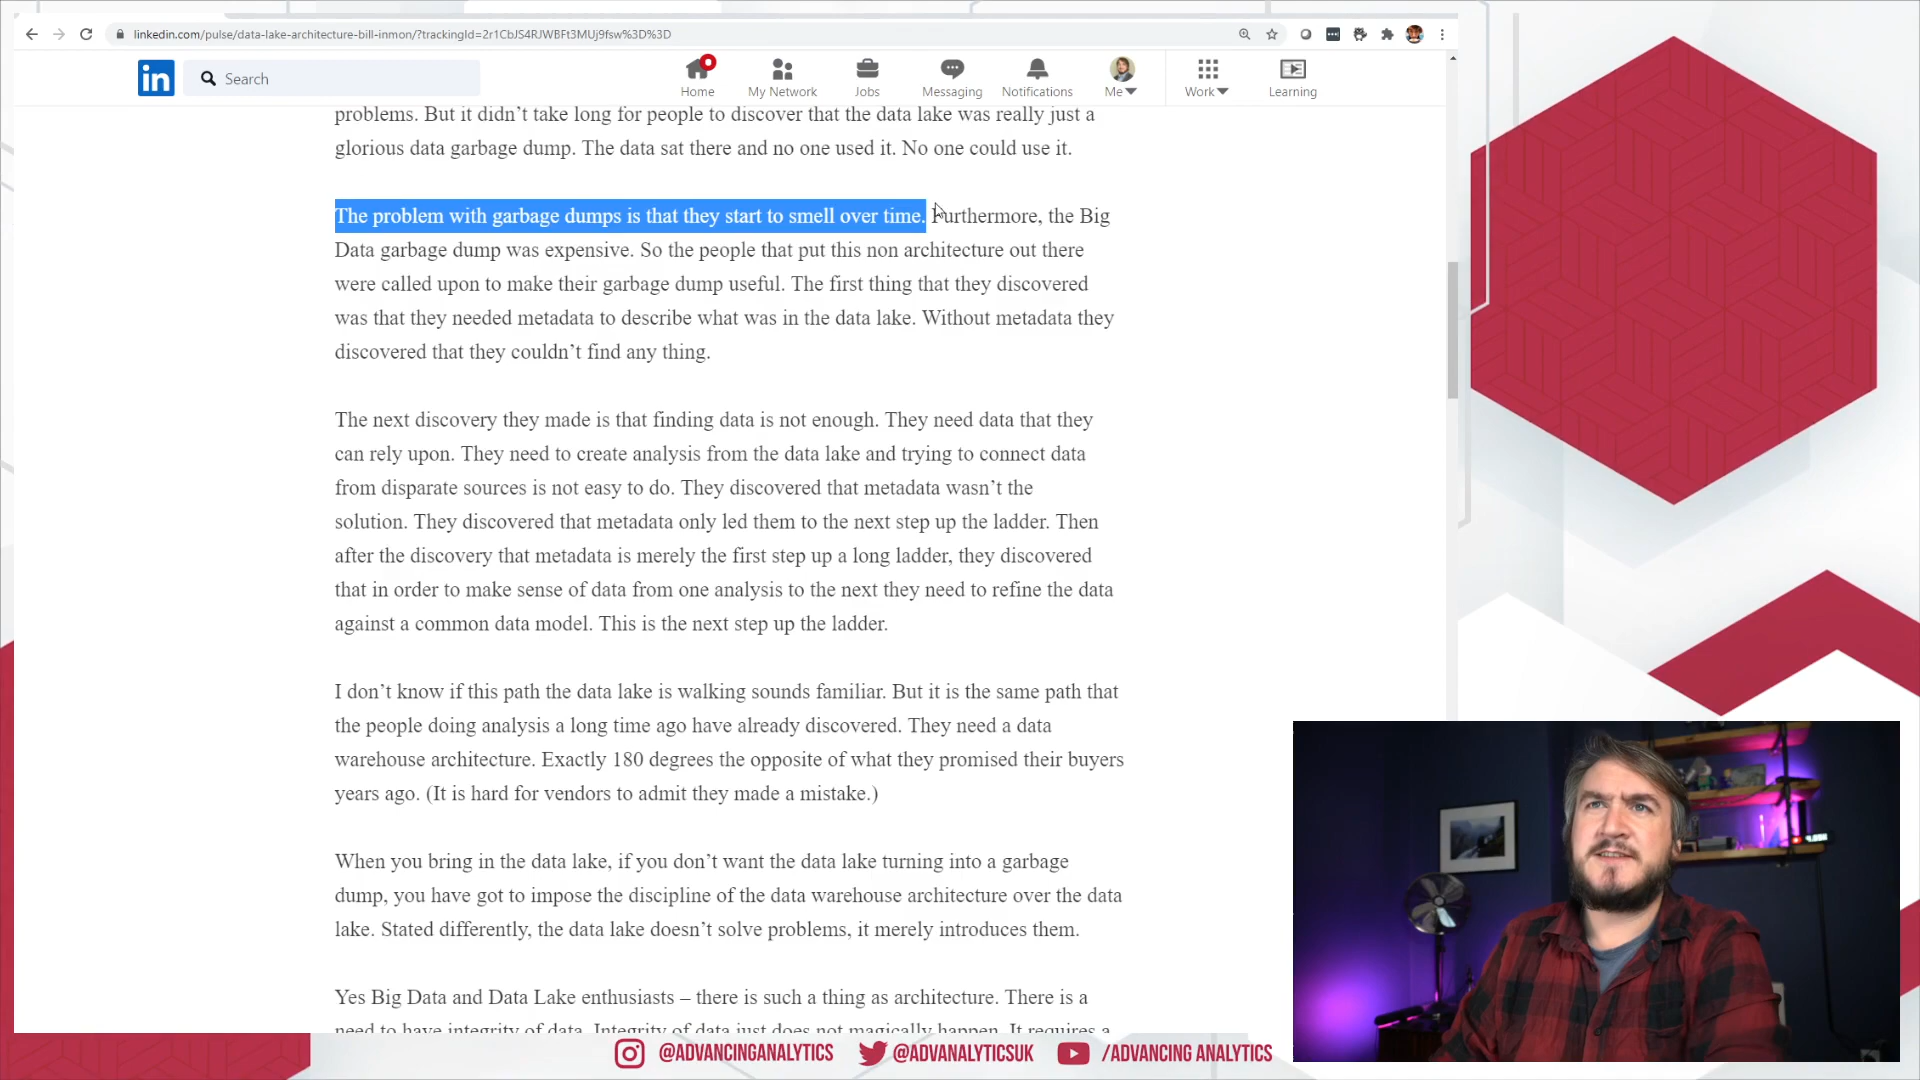 linkedin.com/pulse/data-lake-architecture-bill-inmon/?trackingId=2r1CbJS4RJWBFt3MUj9fsw%3D%3D
in
Search
Home
My Network
Jobs
Messaging
Notifications
Me
Work
Learning
problems. But it didn’t take long for people to discover that the data lake was really just a
glorious data garbage dump. The data sat there and no one used it. No one could use it.
The problem with garbage dumps is that they start to smell over time. Furthermore, the Big
Data garbage dump was expensive. So the people that put this non architecture out there
were called upon to make their garbage dump useful. The first thing that they discovered
was that they needed metadata to describe what was in the data lake. Without metadata they
discovered that they couldn’t find any thing.
The next discovery they made is that finding data is not enough. They need data that they
can rely upon. They need to create analysis from the data lake and trying to connect data
from disparate sources is not easy to do. They discovered that metadata wasn’t the
solution. They discovered that metadata only led them to the next step up the ladder. Then
after the discovery that metadata is merely the first step up a long ladder, they discovered
that in order to make sense of data from one analysis to the next they need to refine the data
against a common data model. This is the next step up the ladder.
I don’t know if this path the data lake is walking sounds familiar. But it is the same path that
the people doing analysis a long time ago have already discovered. They need a data
warehouse architecture. Exactly 180 degrees the opposite of what they promised their buyers
years ago. (It is hard for vendors to admit they made a mistake.)
When you bring in the data lake, if you don’t want the data lake turning into a garbage
dump, you have got to impose the discipline of the data warehouse architecture over the data
lake. Stated differently, the data lake doesn’t solve problems, it merely introduces them.
Yes Big Data and Data Lake enthusiasts – there is such a thing as architecture. There is a
need to have integrity of data. Integrity of data just does not magically happen. It requires a
@ADVANCINGANALYTICS
@ADVANALYTICSUK
/ADVANCING ANALYTICS